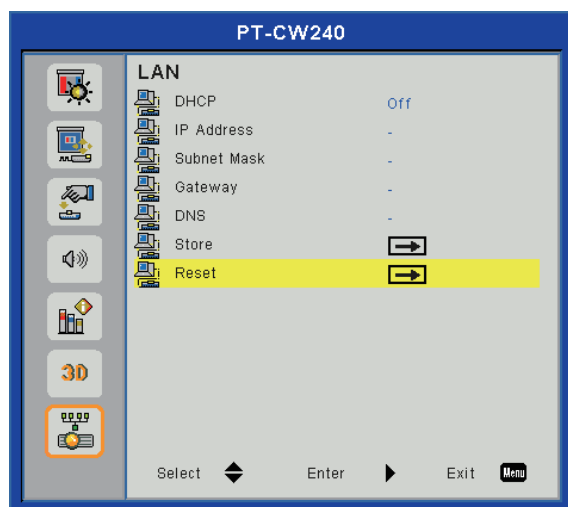 PT-CW240
LAN
DHCP Off
IP Address -
Subnet Mask -
Gateway -
DNS -
Store
Reset
3D
Select Enter Exit Menu